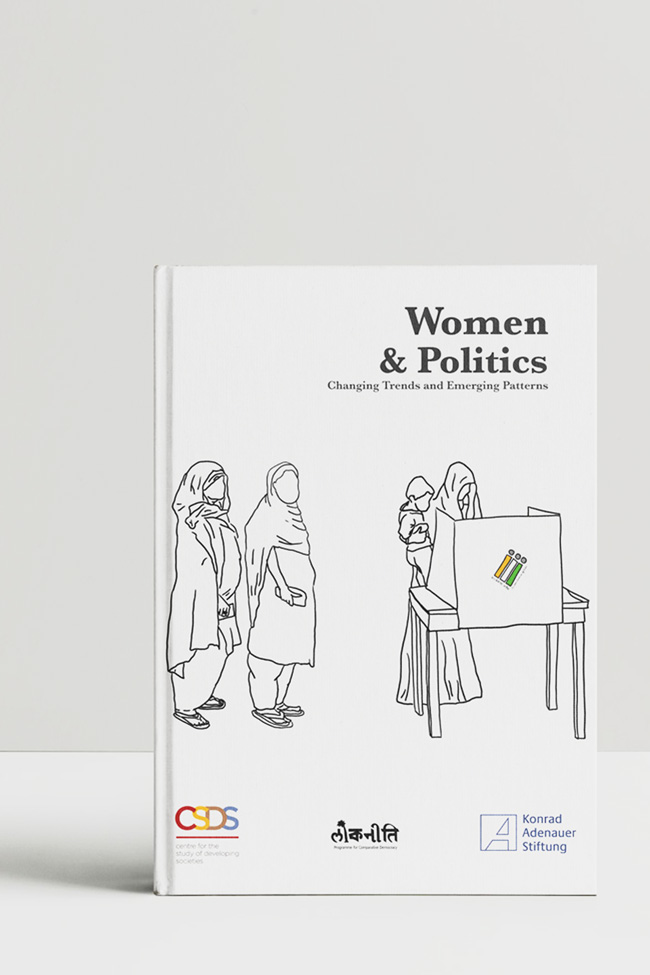 Women
& Politics
Changing Trends and Emerging Patterns
CSDS
centre for the
study of developing
societies
लोकनीति
Programme for Comparative Democracy
Konrad
Adenauer
Stiftung